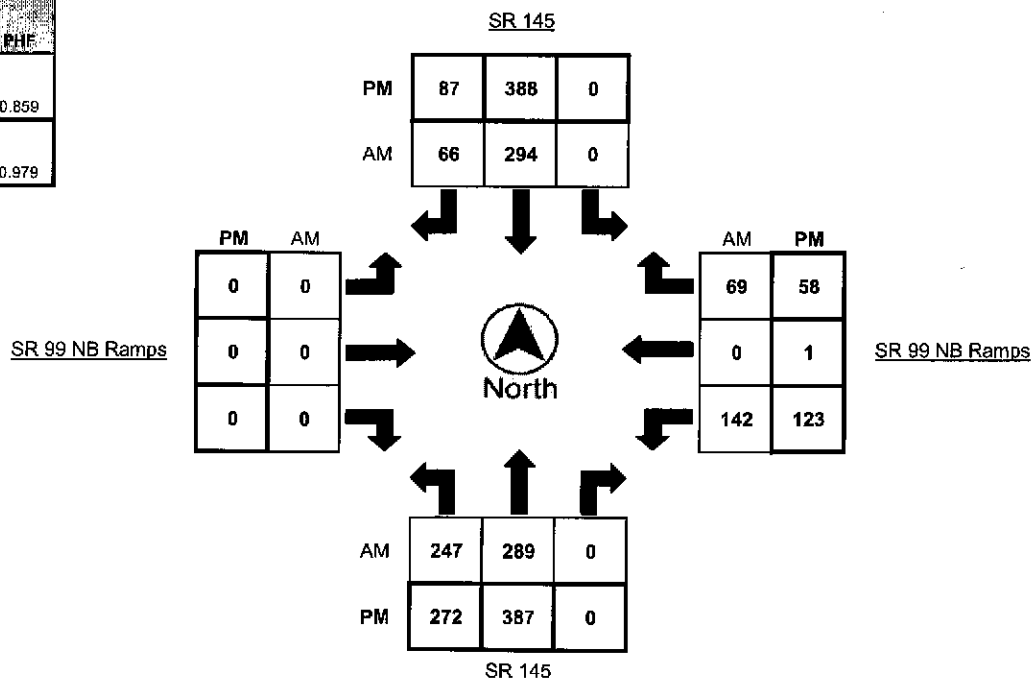 SR 145
PHF
0.859
0.979
PM 87 388 0
AM 66 294 0
PM AM
0 0
0 0
0 0
SR 99 NB Ramps
North
AM PM
69 58
0 1
142 123
SR 99 NB Ramps
AM 247 289 0
PM 272 387 0
SR 145